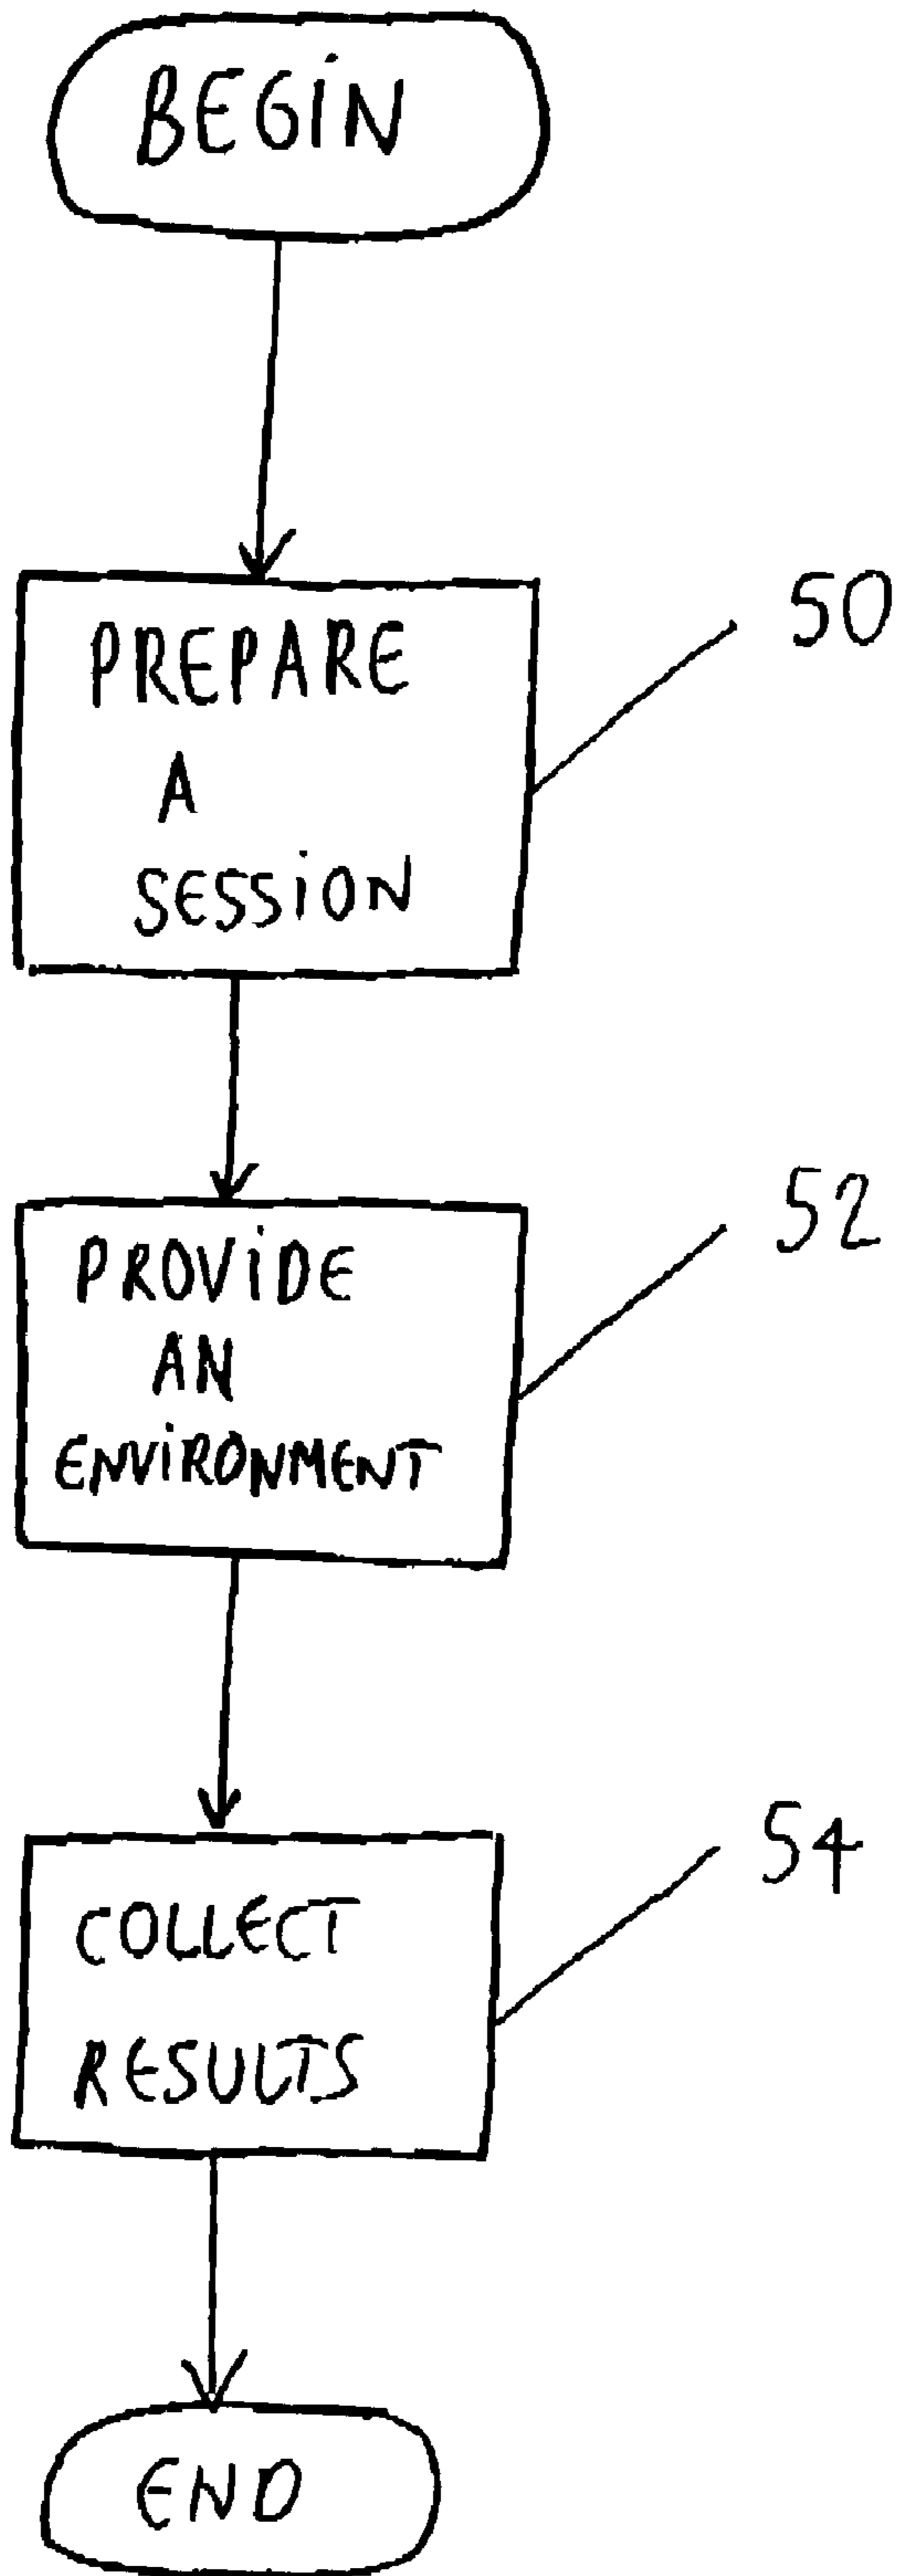 BEGIN
PREPARE
A
SESSION
50
PROVIDE
AN
ENVIRONMENT
52
COLLECT
RESULTS
54
END